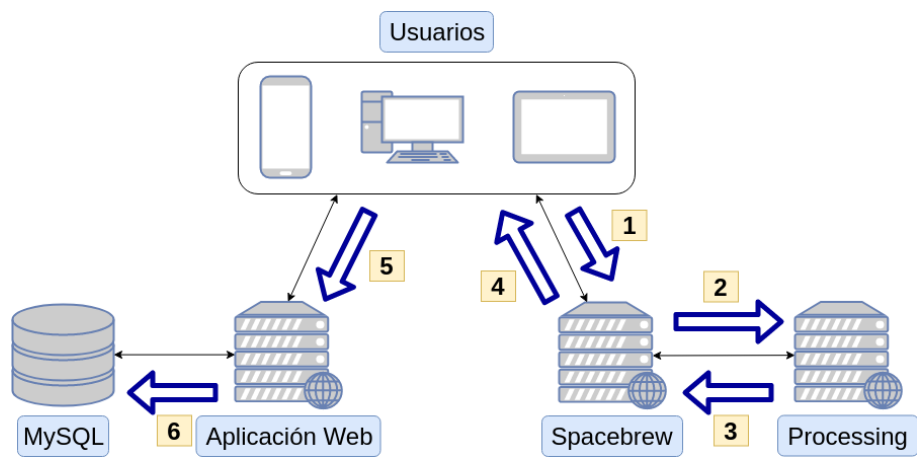 Usuarios
1
5
4
2
6
3
MySQL
Aplicación Web
Spacebrew
Processing